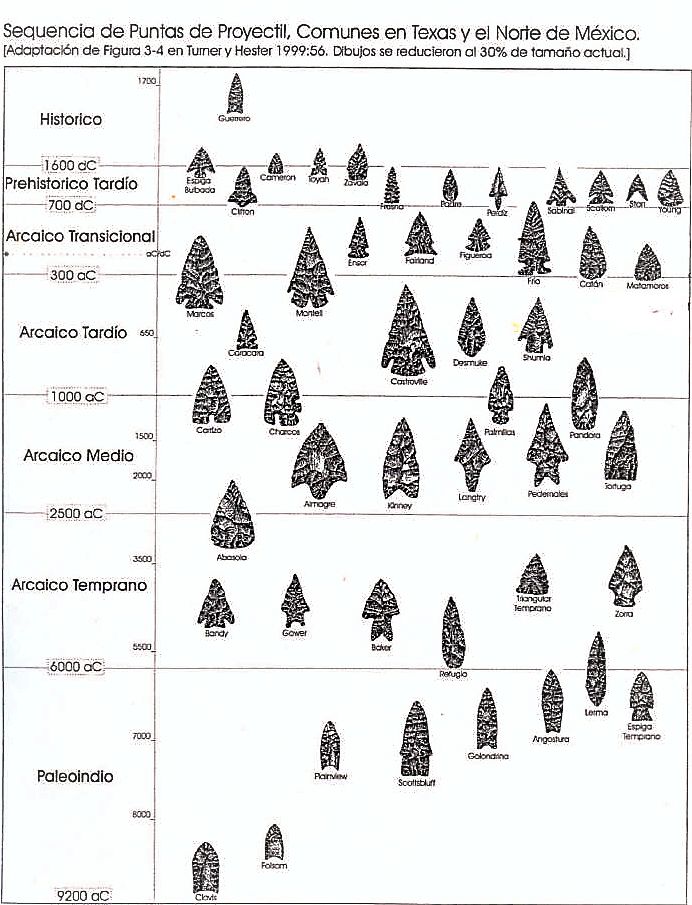 Sequencia de Puntas de Proyectil, Comunes en Texas y el Norte de México.
[Adaptación de Figura 3-4 en Turner y Hester 1999:56. Dibujos se reducieron al 30% de tamaño actual.]
1700
Historico
Guerrero
1600 dC
Espiga
Bulbada
Cameron
Toyah
Zavala
Prehistorico Tardío
Clifton
Fresno
Padre
Perdiz
Sabinal
Scallorn
Starr
Young
700 dC
Arcaico Transicional
aC/dC
Ensor
Fairland
Figueroa
Frio
Catán
Matamoros
300 aC
Marcos
Montell
Arcaico Tardío
650
Caracara
Castroville
Desmuke
Shumla
1000 aC
Carrizo
Charcos
Palmillas
Pandora
1500
Arcaico Medio
2000
Almagre
Kinney
Langtry
Pedernales
Tortuga
2500 aC
Abasolo
3500
Arcaico Temprano
Triangular
Temprano
Zorra
Bandy
Gower
Baker
5500
6000 aC
Refugio
Lerma
Espiga
Temprano
7000
Angostura
Golondrina
Paleoindio
Plainview
Scottsbluff
8000
Folsom
9200 aC
Clovis